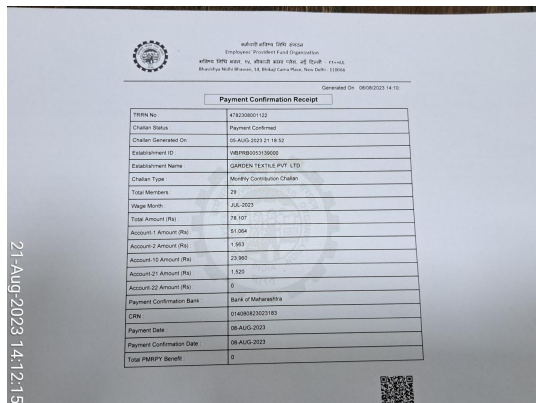 कर्मचारी भविष्य निधि संगठन
Employees' Provident Fund Organization
भविष्य निधि भवन, १४, भीकाजी कामा प्लेस, नई दिल्ली - ११००६६
Bhavishya Nidhi Bhawan, 14, Bhikaji Cama Place, New Delhi - 110066
Generated On 08/08/2023 14:10:
Payment Confirmation Receipt
TRRN No 4782308001122
Challan Status Payment Confirmed
Challan Generated On 05-AUG-2023 21:18:52
Establishment ID WBPRB0053139000
Establishment Name GARDEN TEXTILE PVT. LTD.
Challan Type : Monthly Contribution Challan
Total Members : 29
Wage Month : JUL-2023
Total Amount (Rs) : 78,107
Account-1 Amount (Rs) 51,064
Account-2 Amount (Rs) 1,563
Account-10 Amount (Rs) 23,960
Account-21 Amount (Rs) 1,520
Account-22 Amount (Rs) 0
Payment Confirmation Bank Bank of Maharashtra
CRN : 014080823023183
Payment Date : 08-AUG-2023
Payment Confirmation Date : 08-AUG-2023
Total PMRPY Benefit : 0
21-Aug-2023 14:12:15